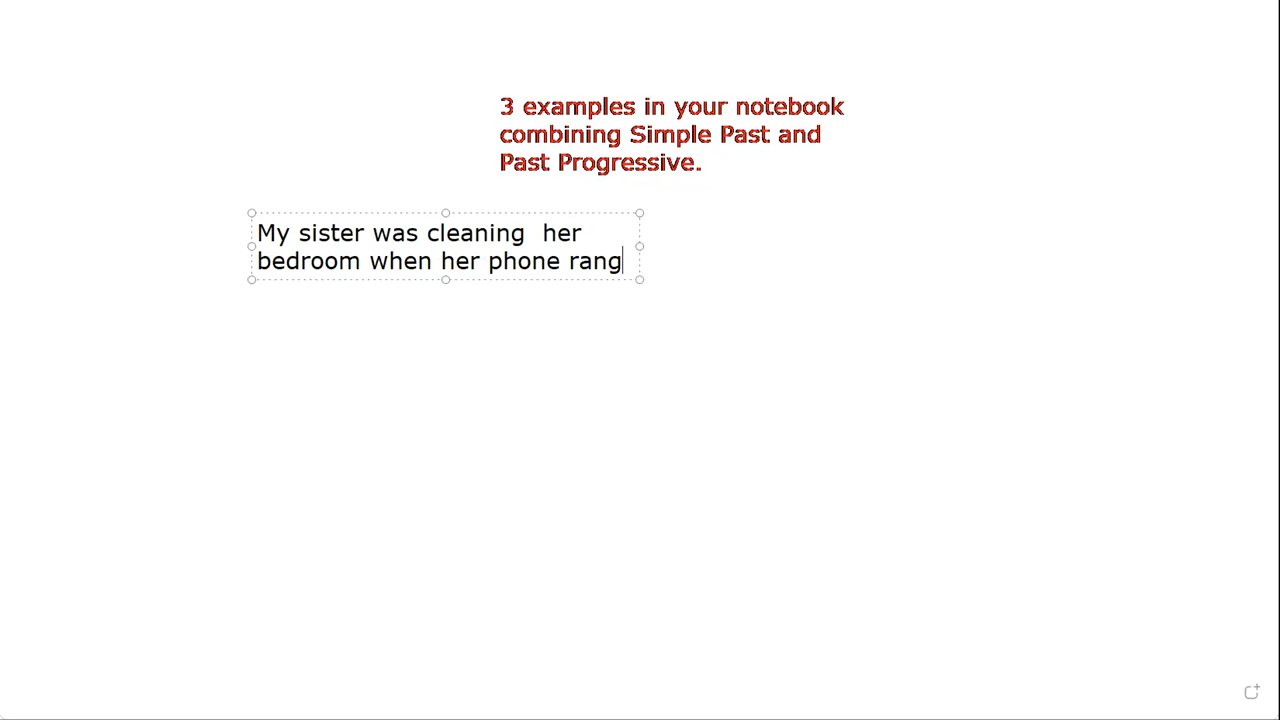 3 examples in your notebook
combining Simple Past and
Past Progressive.
My sister was cleaning  her
bedroom when her phone rang